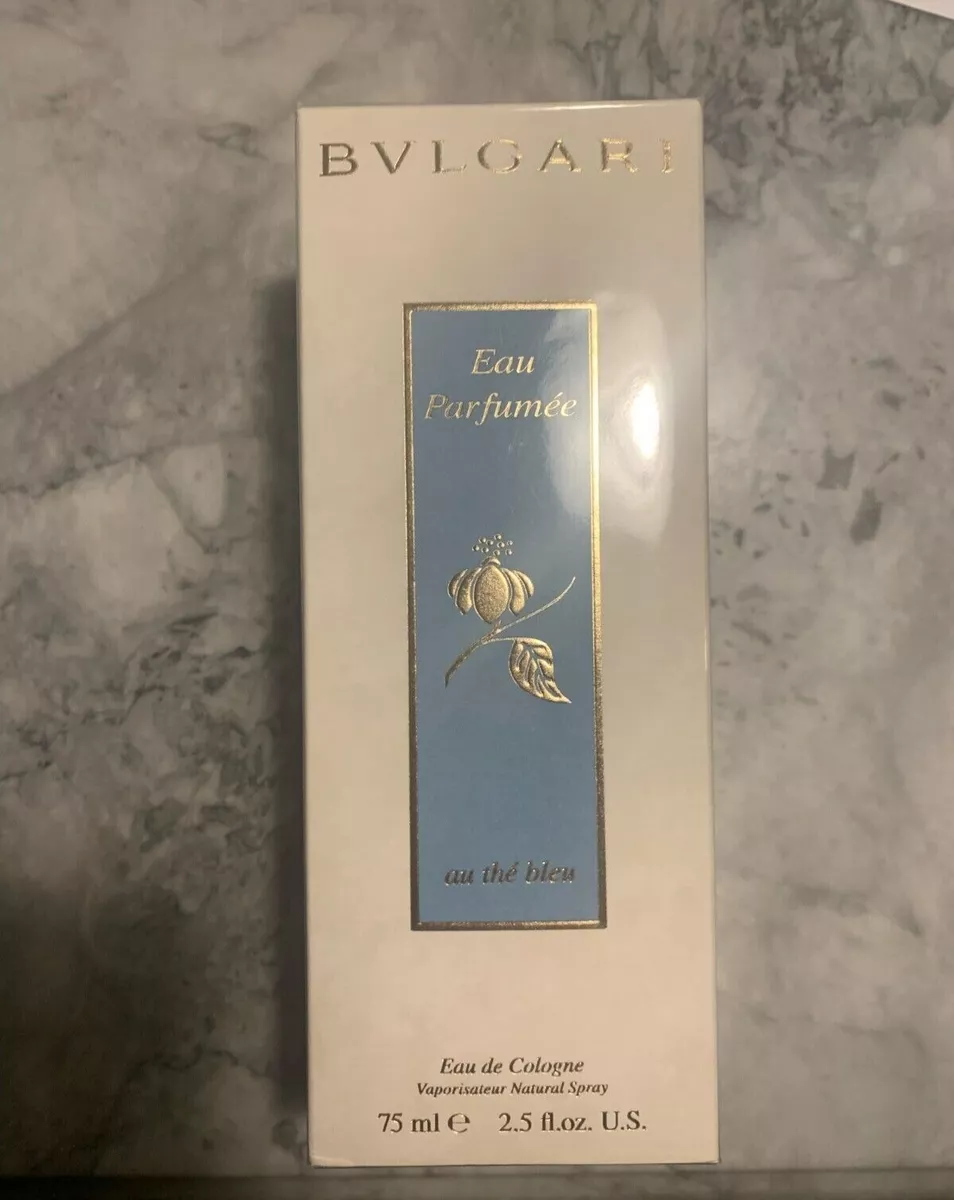 BVLGARI
Eau
Parfumée
au thé bleu
Eau de Cologne
Vaporisateur Natural Spray
75 ml ℮ 2.5 fl.oz. U.S.